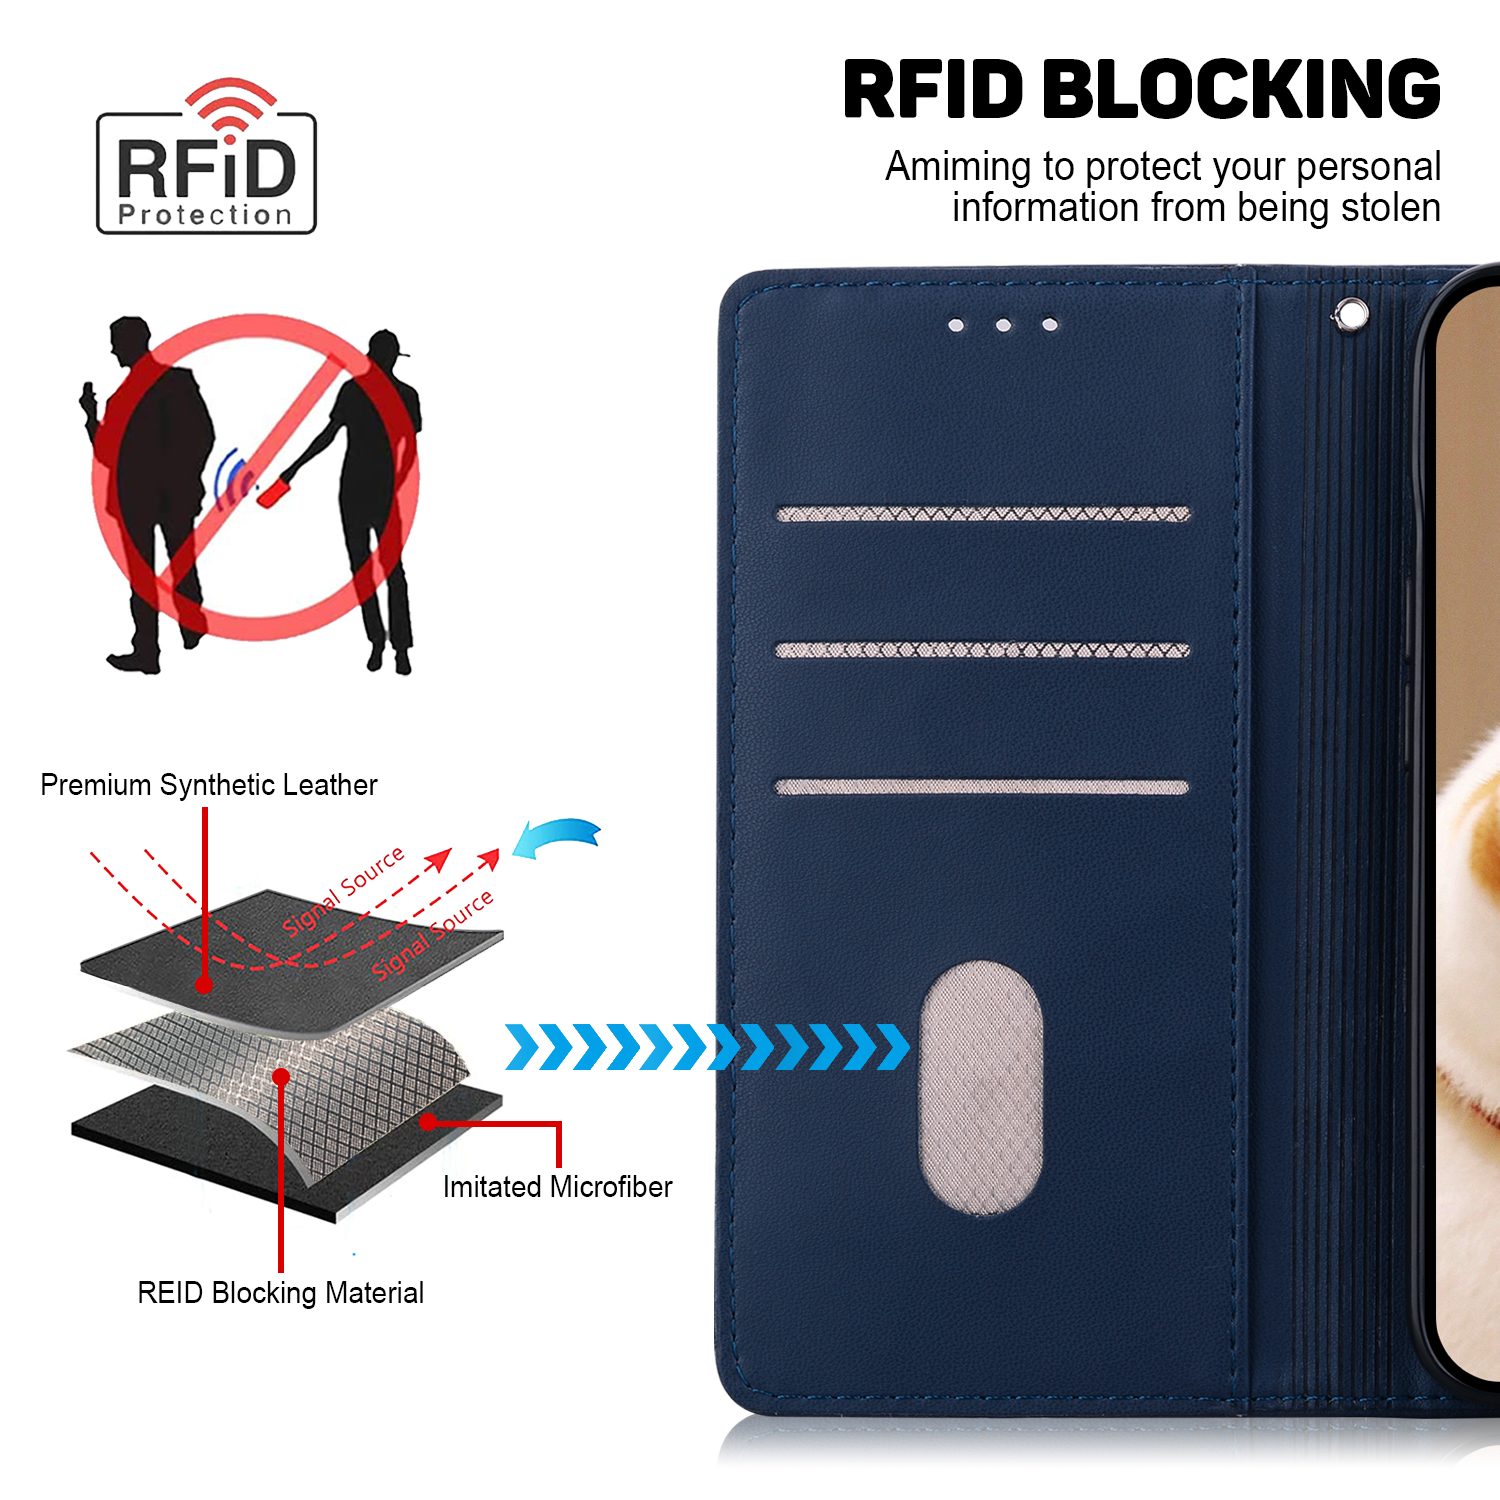 RFiD
Protection
RFID BLOCKING
Amiming to protect your personal
information from being stolen
Premium Synthetic Leather
Signal Source
Signal Source
Imitated Microfiber
REID Blocking Material